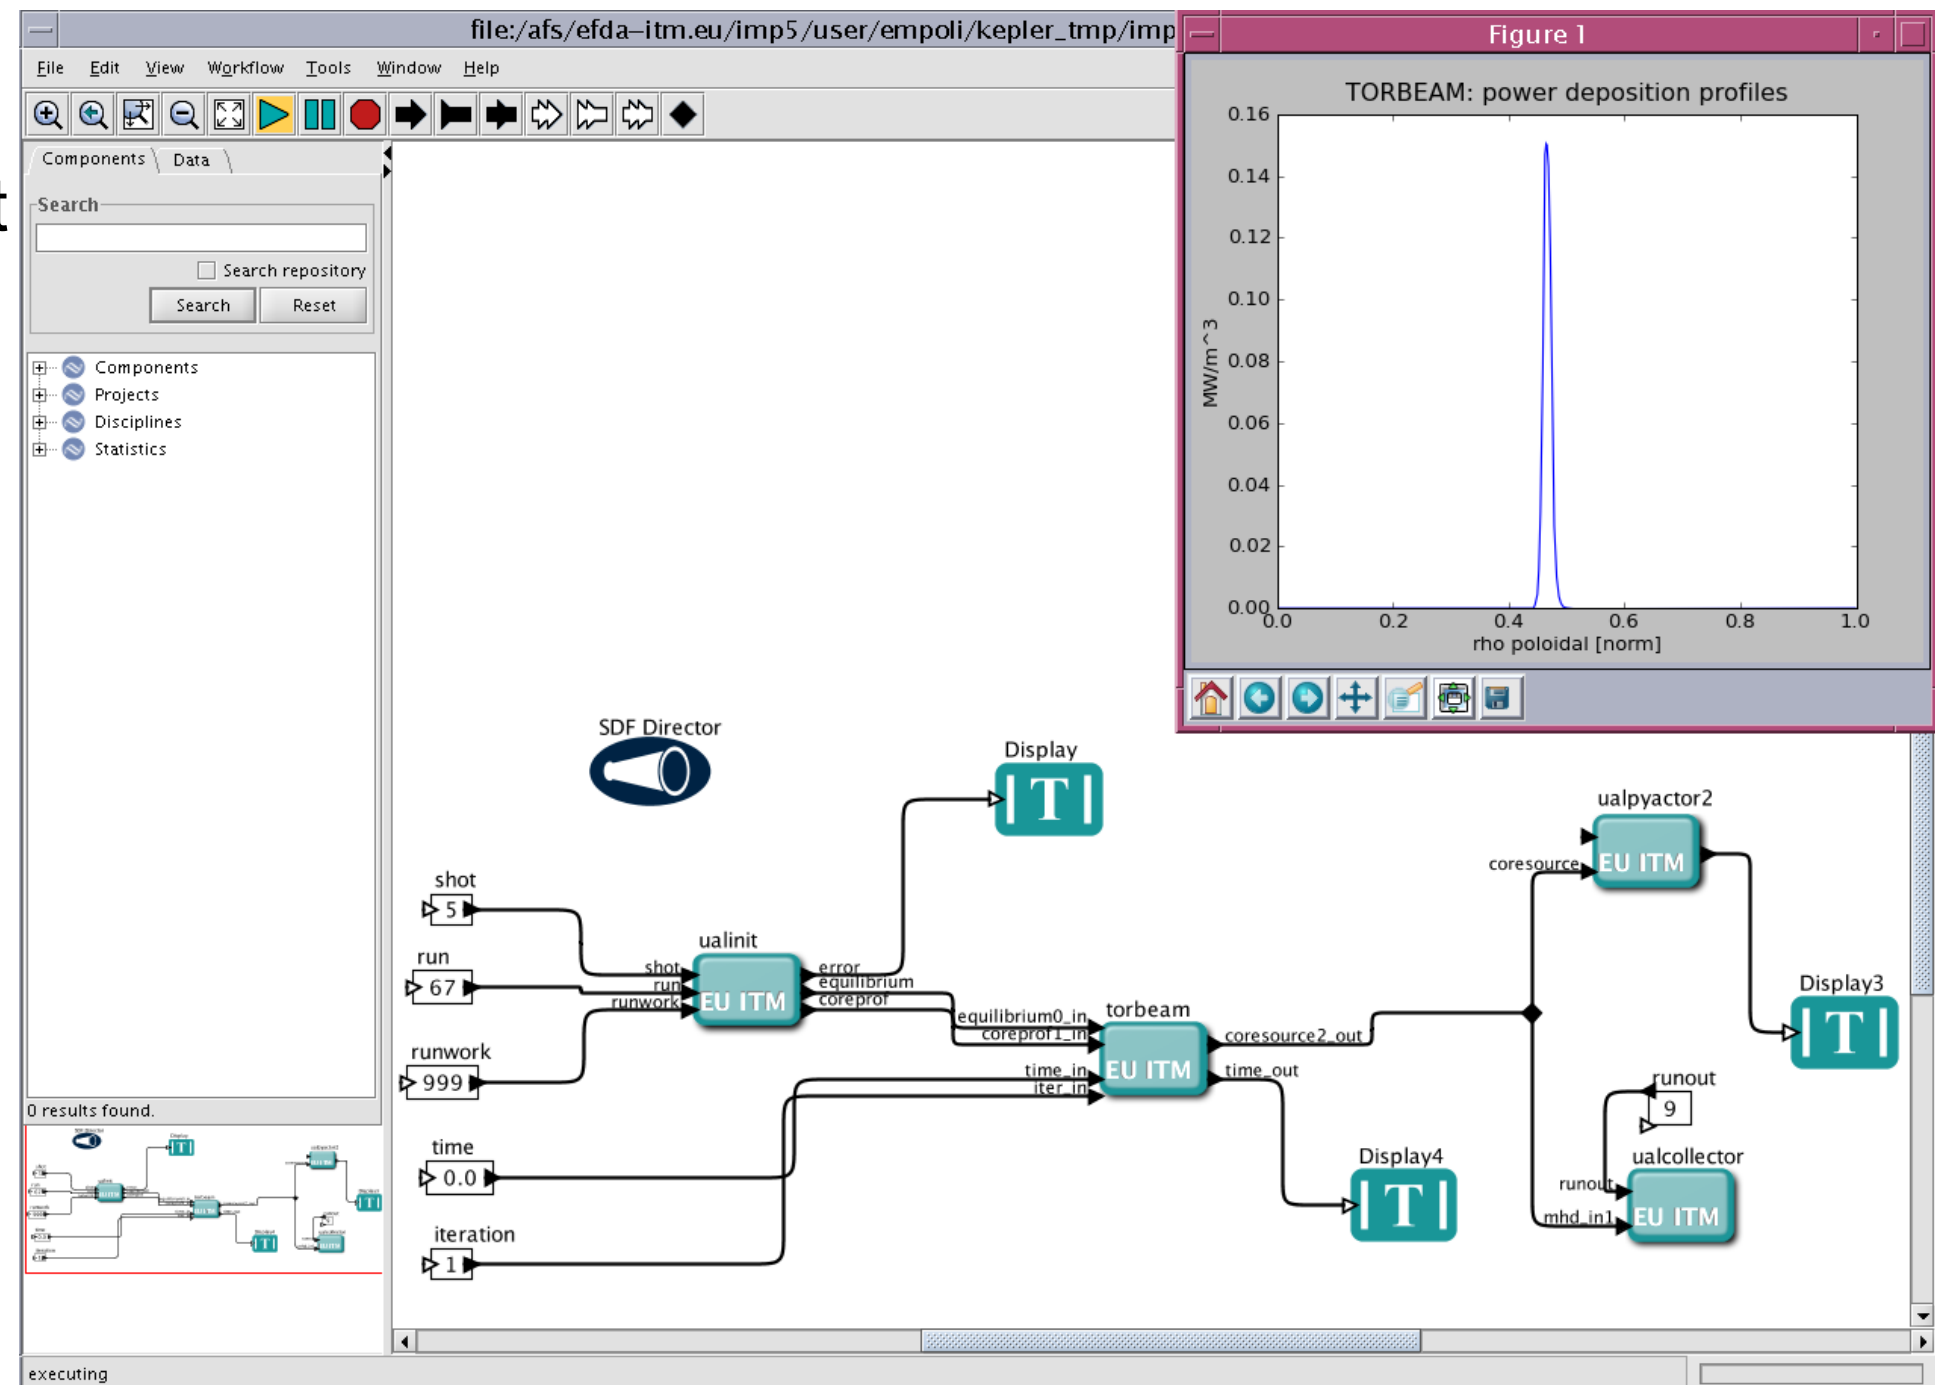 file:/afs/efda-itm.eu/imp5/user/empoli/kepler_tmp/imp
File Edit View Workflow Tools Window Help
Components Data
t
Search
Search repository
Search Reset
Components
Projects
Disciplines
Statistics
0 results found.
executing
Figure 1
TORBEAM: power deposition profiles
0.16
0.14
0.12
0.10
0.08
0.06
0.04
0.02
0.00
MW/m^3
0.0 0.2 0.4 0.6 0.8 1.0
rho poloidal [norm]
SDF Director
Display
T
shot
5
run
67
runwork
999
time
0.0
iteration
1
ualinit
shot
run
runwork
EU ITM
error
equilibrium
coreprof
equilibrium0_in
coreprof1_in
time_in
iter_in
torbeam
EU ITM
coresource2_out
time_out
Display4
T
ualpyactor2
coresource
EU ITM
Display3
T
runout
9
ualcollector
runout
mhd_in1
EU ITM